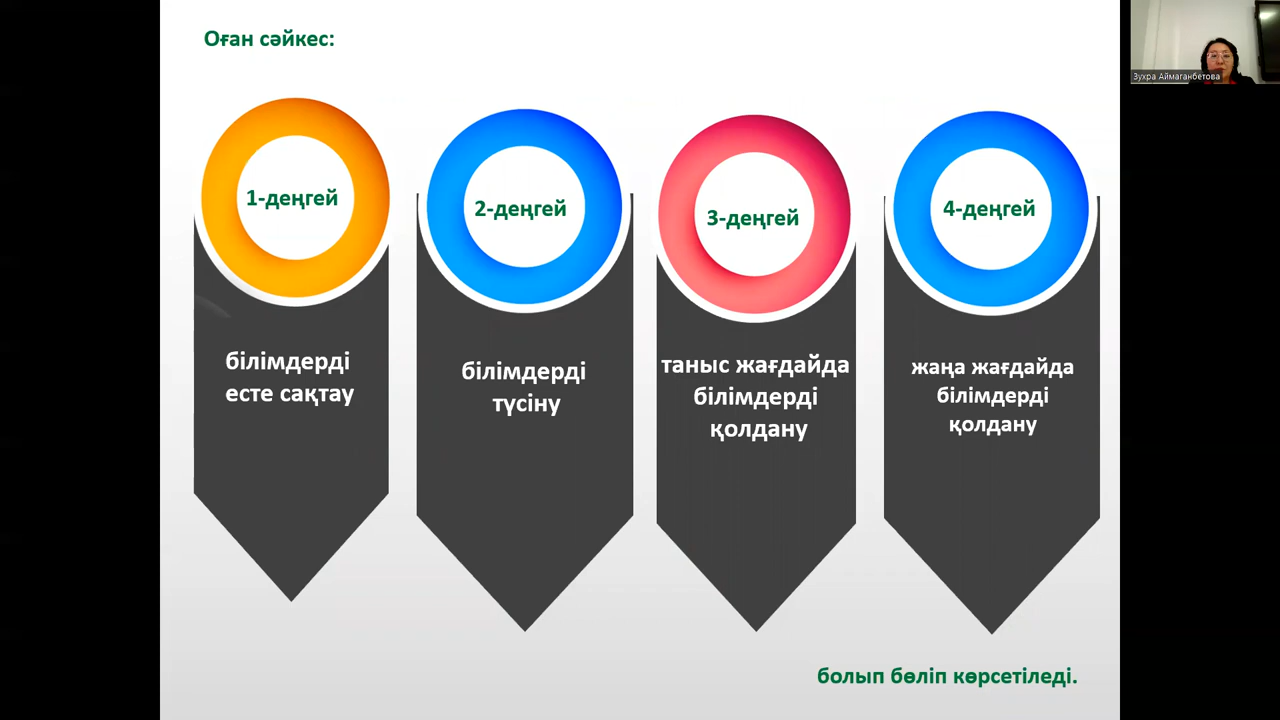 Оған сәйкес:
1-деңгей
білімдерді
есте сақтау
2-деңгей
білімдерді
түсіну
3-деңгей
таныс жағдайда
білімдерді
қолдану
4-деңгей
жаңа жағдайда
білімдерді
қолдану
болып бөліп көрсетіледі.
Зухра Аймаганбетова